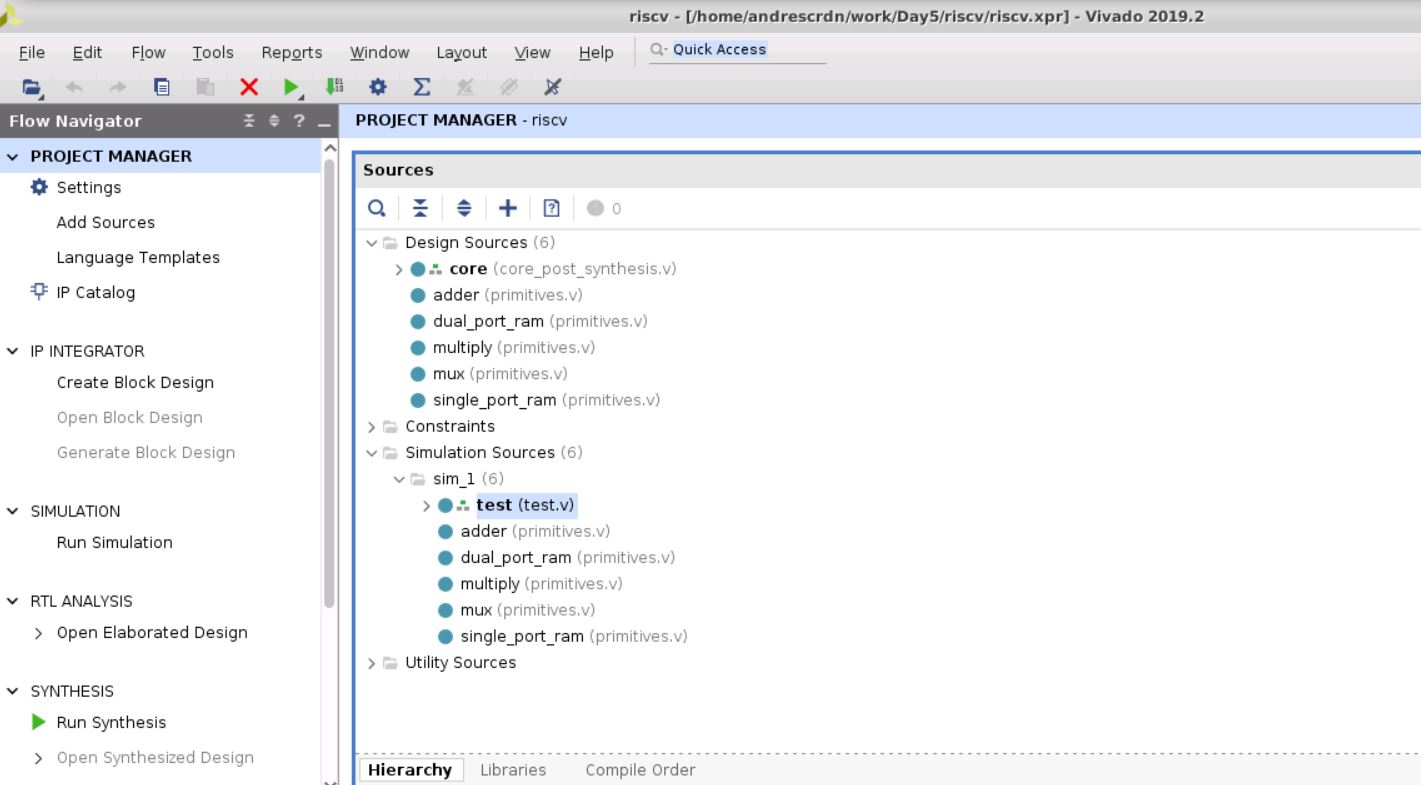 riscv - [/home/andrescrdn/work/Day5/riscv/riscv.xpr] - Vivado 2019.2
File Edit Flow Tools Reports Window Layout View Help Quick Access
Flow Navigator
PROJECT MANAGER
Settings
Add Sources
Language Templates
IP Catalog
IP INTEGRATOR
Create Block Design
Open Block Design
Generate Block Design
SIMULATION
Run Simulation
RTL ANALYSIS
Open Elaborated Design
SYNTHESIS
Run Synthesis
Open Synthesized Design
PROJECT MANAGER - riscv
Sources
0
Design Sources (6)
core (core_post_synthesis.v)
adder (primitives.v)
dual_port_ram (primitives.v)
multiply (primitives.v)
mux (primitives.v)
single_port_ram (primitives.v)
Constraints
Simulation Sources (6)
sim_1 (6)
test (test.v)
adder (primitives.v)
dual_port_ram (primitives.v)
multiply (primitives.v)
mux (primitives.v)
single_port_ram (primitives.v)
Utility Sources
Hierarchy Libraries Compile Order